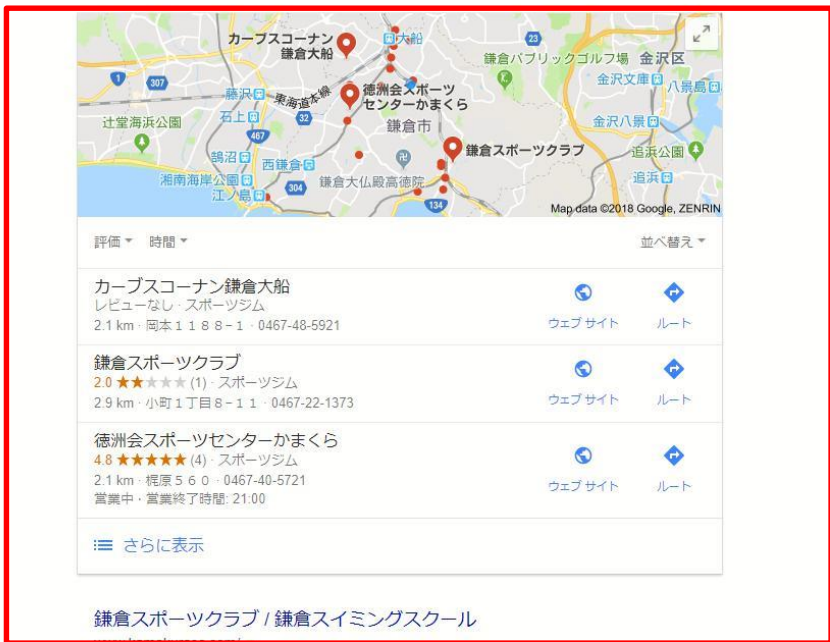 カーブスコーナン
鎌倉大船
大船
23
鎌倉パブリックゴルフ場
金沢区
金沢文庫
八景島
1
307
藤沢
東海道本線
徳洲会スポーツ
センターかまくら
石上
32
辻堂海浜公園
鎌倉市
金沢八景
467
鎌倉スポーツクラブ
追浜公園
鵠沼
西鎌倉
湘南海岸公園
江ノ島
304
鎌倉大仏殿高徳院
追浜
134
Map data ©2018 Google, ZENRIN
評価 時間 並べ替え
カーブスコーナン鎌倉大船
レビューなし · スポーツジム
2.1 km · 岡本１１８８−１ · 0467-48-5921
ウェブサイト ルート
鎌倉スポーツクラブ
2.0 ★★★★★ (1) · スポーツジム
2.9 km · 小町１丁目８−１１ · 0467-22-1373
ウェブサイト ルート
徳洲会スポーツセンターかまくら
4.8 ★★★★★ (4) · スポーツジム
2.1 km · 梶原５６０ · 0467-40-5721
営業中 · 営業終了時間: 21:00
ウェブサイト ルート
さらに表示
鎌倉スポーツクラブ / 鎌倉スイミングスクール